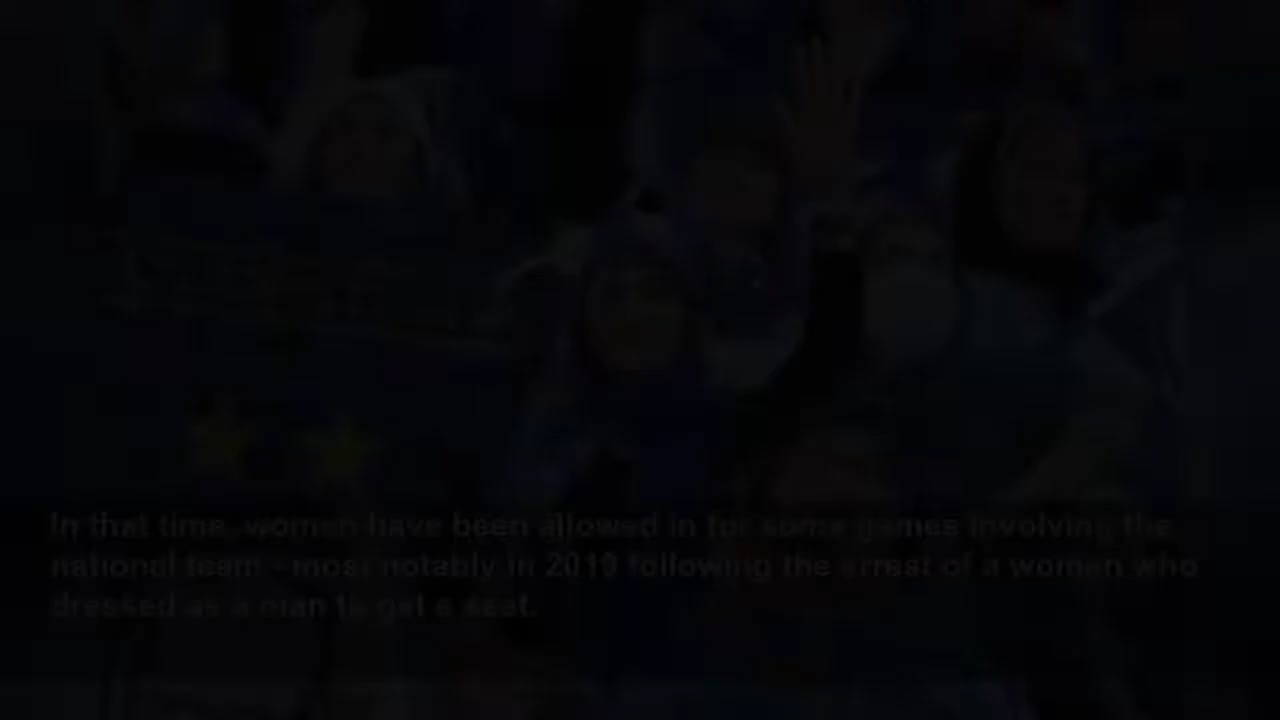 In that time, women have been allowed in for some games involving the
national team - most notably in 2019 following the arrest of a woman who
dressed as a man to get a seat.